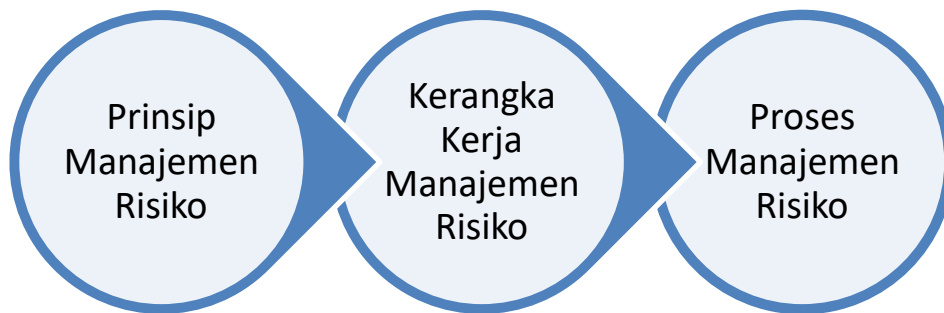 Prinsip
Manajemen
Risiko
Kerangka
Kerja
Manajemen
Risiko
Proses
Manajemen
Risiko